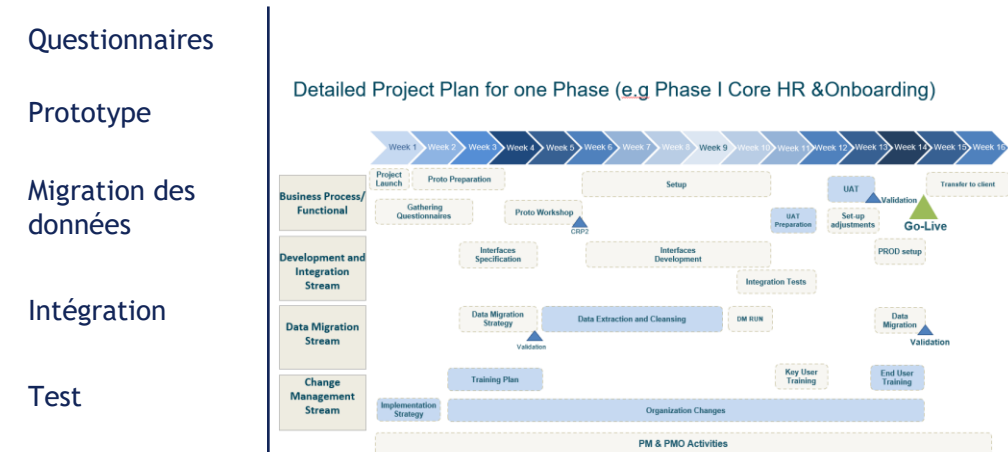 Questionnaires
Prototype
Migration des
données
Intégration
Test
Detailed Project Plan for one Phase (e.g Phase I Core HR &Onboarding)
Week 1 Week 2 Week 3 Week 4 Week 5 Week 6 Week 7 Week 8 Week 9 Week 10 Week 11 Week 12 Week 13 Week 14 Week 15 Week 16
Business Process/
Functional
Project
Launch
Proto Preparation
Setup
UAT
Validation
Transfer to client
Gathering
Questionnaires
Proto Workshop
CRP2
UAT
Preparation
Set-up
adjustments
Go-Live
Development and
Integration
Stream
Interfaces
Specification
Interfaces
Development
PROD setup
Integration Tests
Data Migration
Stream
Data Migration
Strategy
Validation
Data Extraction and Cleansing
DM RUN
Data
Migration
Validation
Change
Management
Stream
Training Plan
Key User
Training
End User
Training
Implementation
Strategy
Organization Changes
PM & PMO Activities